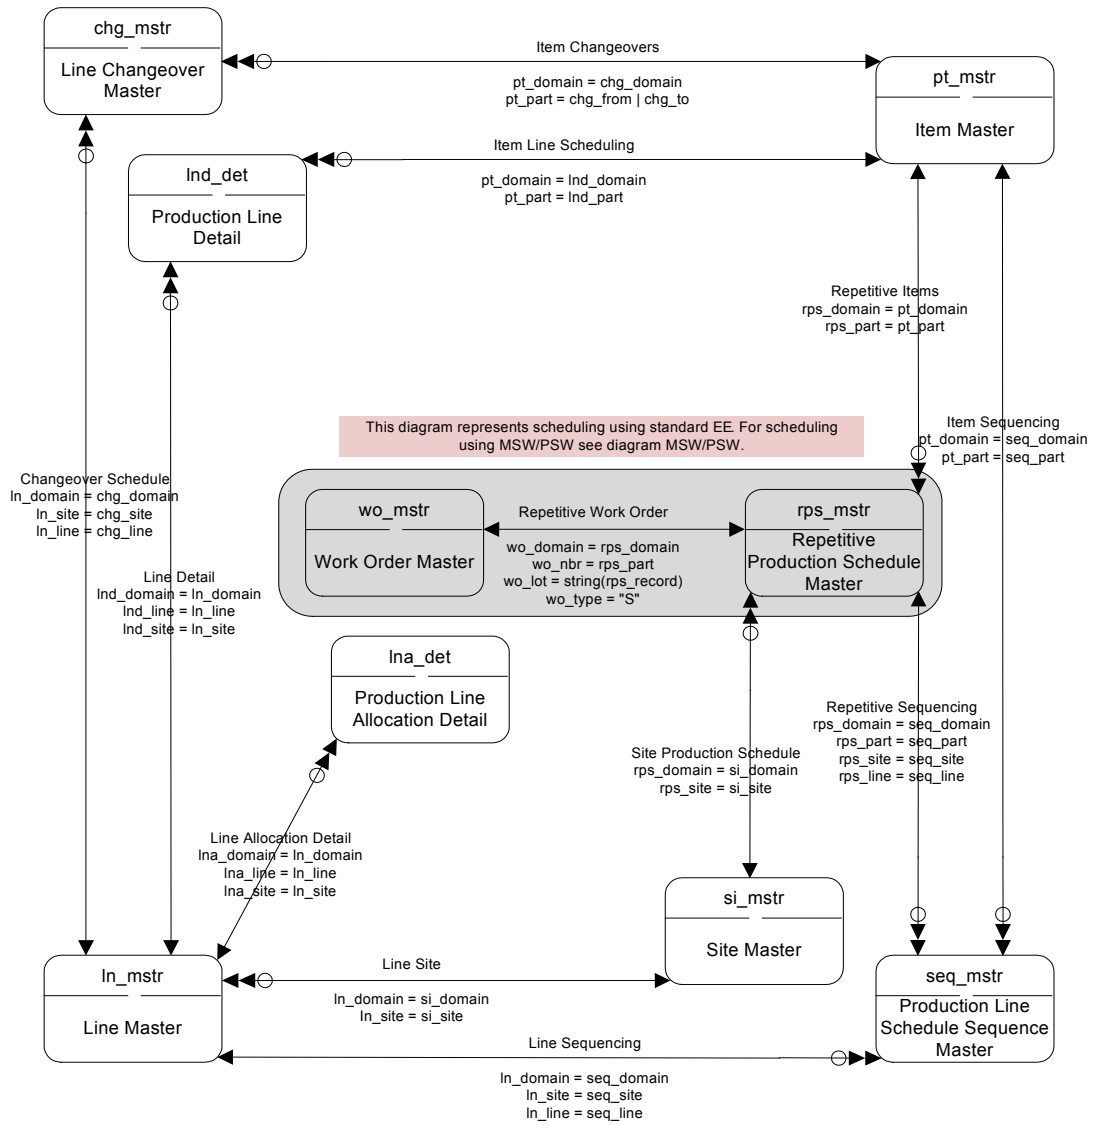 chg_mstr
Line Changeover
Master
Item Changeovers
pt_domain = chg_domain
pt_part = chg_from | chg_to
pt_mstr
Item Master
lnd_det
Production Line
Detail
Item Line Scheduling
pt_domain = lnd_domain
pt_part = lnd_part
Repetitive Items
rps_domain = pt_domain
rps_part = pt_part
This diagram represents scheduling using standard EE. For scheduling
using MSW/PSW see diagram MSW/PSW.
Item Sequencing
pt_domain = seq_domain
pt_part = seq_part
Changeover Schedule
ln_domain = chg_domain
ln_site = chg_site
ln_line = chg_line
wo_mstr
Work Order Master
Repetitive Work Order
wo_domain = rps_domain
wo_nbr = rps_part
wo_lot = string(rps_record)
wo_type = "S"
rps_mstr
Repetitive
Production Schedule
Master
Line Detail
lnd_domain = ln_domain
lnd_line = ln_line
lnd_site = ln_site
lna_det
Production Line
Allocation Detail
Site Production Schedule
rps_domain = si_domain
rps_site = si_site
Repetitive Sequencing
rps_domain = seq_domain
rps_part = seq_part
rps_site = seq_site
rps_line = seq_line
Line Allocation Detail
lna_domain = ln_domain
lna_line = ln_line
lna_site = ln_site
si_mstr
Site Master
ln_mstr
Line Master
Line Site
ln_domain = si_domain
ln_site = si_site
seq_mstr
Production Line
Schedule Sequence
Master
Line Sequencing
ln_domain = seq_domain
ln_site = seq_site
ln_line = seq_line